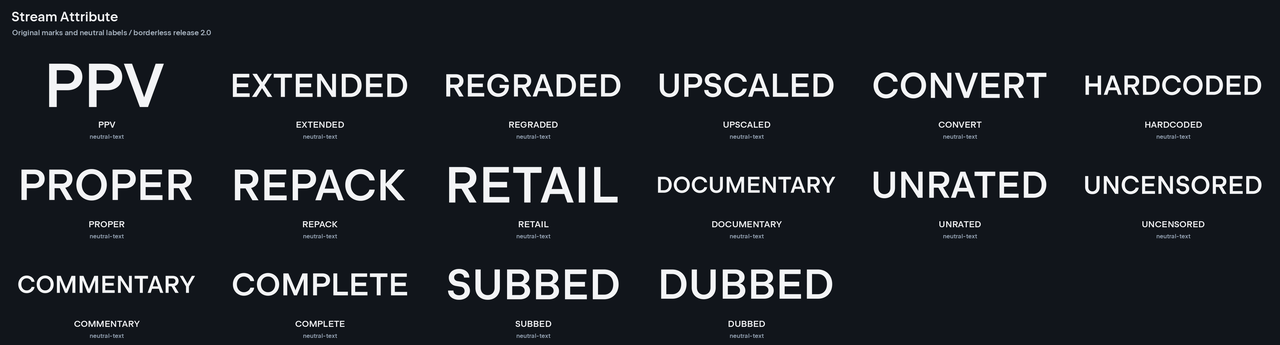 Stream Attribute
Original marks and neutral labels / borderless release 2.0
PPV EXTENDED REGRADED UPSCALED CONVERT HARDCODED
PPV EXTENDED REGRADED UPSCALED CONVERT HARDCODED
neutral-text neutral-text neutral-text neutral-text neutral-text neutral-text
PROPER REPACK RETAIL DOCUMENTARY UNRATED UNCENSORED
PROPER REPACK RETAIL DOCUMENTARY UNRATED UNCENSORED
neutral-text neutral-text neutral-text neutral-text neutral-text neutral-text
COMMENTARY COMPLETE SUBBED DUBBED
COMMENTARY COMPLETE SUBBED DUBBED
neutral-text neutral-text neutral-text neutral-text